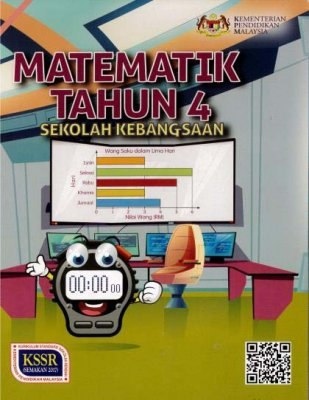 KEMENTERIAN
PENDIDIKAN
MALAYSIA
MATEMATIK
TAHUN 4
SEKOLAH KEBANGSAAN
Wang Saku dalam Lima Hari
Hari
Isnin
Selasa
Rabu
Khamis
Jumaat
0 1 2 3 4 5 6
Nilai Wang (RM)
00:00 00
KSSR
SEMAKAN 2017